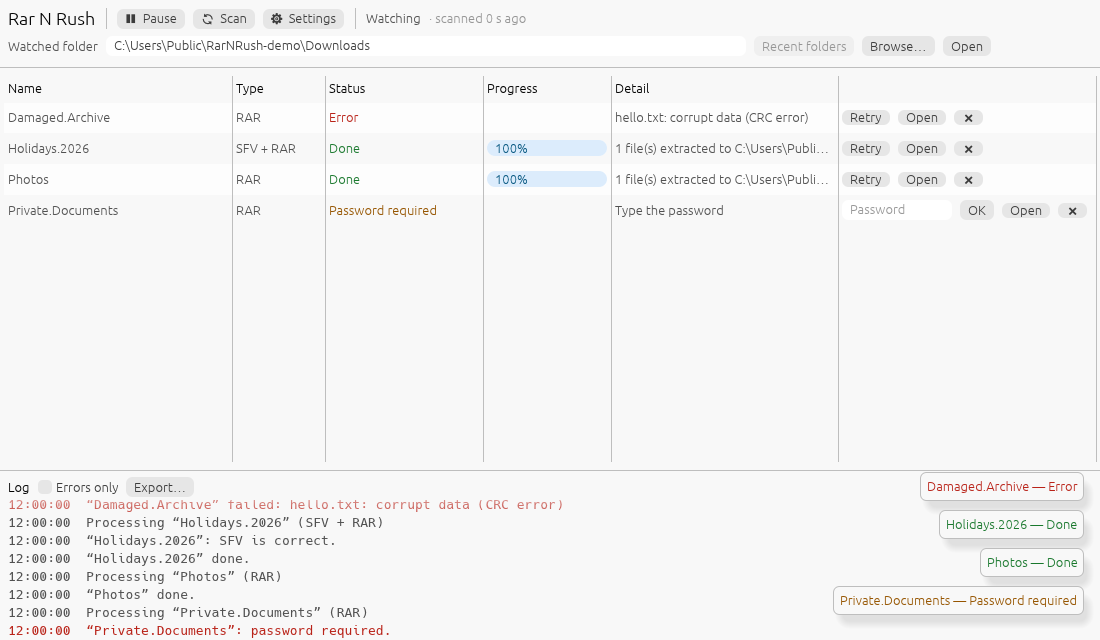 Rar N Rush Pause Scan Settings Watching · scanned 0 s ago
Watched folder C:\Users\Public\RarNRush-demo\Downloads Recent folders Browse... Open
Name Type Status Progress Detail
Damaged.Archive RAR Error hello.txt: corrupt data (CRC error) Retry Open ×
Holidays.2026 SFV + RAR Done 100% 1 file(s) extracted to C:\Users\Publi... Retry Open ×
Photos RAR Done 100% 1 file(s) extracted to C:\Users\Publi... Retry Open ×
Private.Documents RAR Password required Type the password Password OK Open ×
Log Errors only Export...
12:00:00 “Damaged.Archive” failed: hello.txt: corrupt data (CRC error)
12:00:00 Processing “Holidays.2026” (SFV + RAR)
12:00:00 “Holidays.2026”: SFV is correct.
12:00:00 “Holidays.2026” done.
12:00:00 Processing “Photos” (RAR)
12:00:00 “Photos” done.
12:00:00 Processing “Private.Documents” (RAR)
12:00:00 “Private.Documents”: password required.
Damaged.Archive — Error
Holidays.2026 — Done
Photos — Done
Private.Documents — Password required